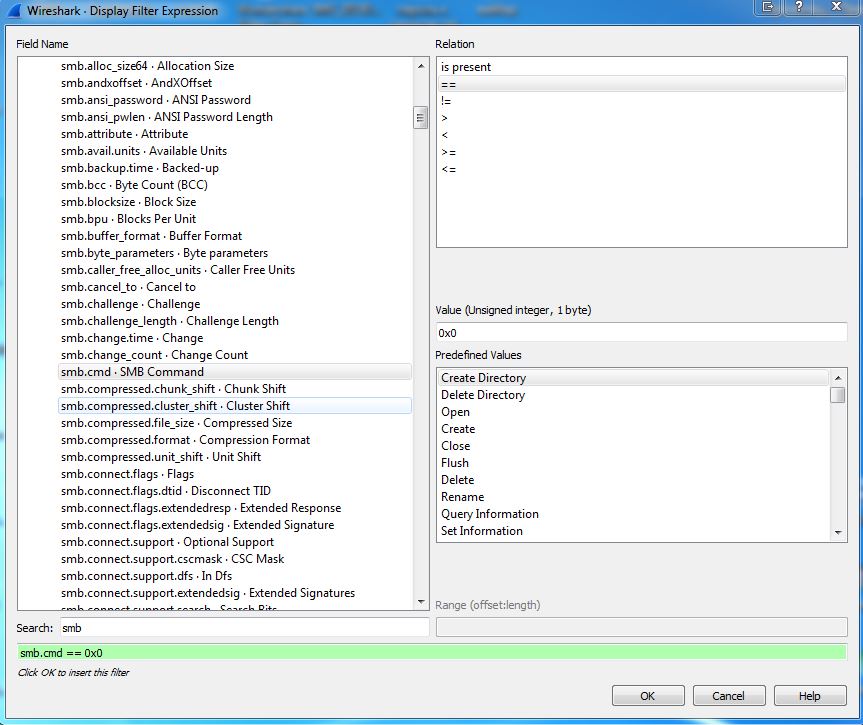 Wireshark · Display Filter Expression
Field Name
smb.alloc_size64 · Allocation Size
smb.andxoffset · AndXOffset
smb.ansi_password · ANSI Password
smb.ansi_pwlen · ANSI Password Length
smb.attribute · Attribute
smb.avail.units · Available Units
smb.backup.time · Backed-up
smb.bcc · Byte Count (BCC)
smb.blocksize · Block Size
smb.bpu · Blocks Per Unit
smb.buffer_format · Buffer Format
smb.byte_parameters · Byte parameters
smb.caller_free_alloc_units · Caller Free Units
smb.cancel_to · Cancel to
smb.challenge · Challenge
smb.challenge_length · Challenge Length
smb.change.time · Change
smb.change_count · Change Count
smb.cmd · SMB Command
smb.compressed.chunk_shift · Chunk Shift
smb.compressed.cluster_shift · Cluster Shift
smb.compressed.file_size · Compressed Size
smb.compressed.format · Compression Format
smb.compressed.unit_shift · Unit Shift
smb.connect.flags · Flags
smb.connect.flags.dtid · Disconnect TID
smb.connect.flags.extendedresp · Extended Response
smb.connect.flags.extendedsig · Extended Signature
smb.connect.support · Optional Support
smb.connect.support.cscmask · CSC Mask
smb.connect.support.dfs · In Dfs
smb.connect.support.extendedsig · Extended Signatures
smb.connect.support.search · Search Bits
Search: smb
Relation
is present
==
!=
>
<
>=
<=
Value (Unsigned integer, 1 byte)
0x0
Predefined Values
Create Directory
Delete Directory
Open
Create
Close
Flush
Delete
Rename
Query Information
Set Information
Range (offset:length)
smb.cmd == 0x0
Click OK to insert this filter
OK
Cancel
Help